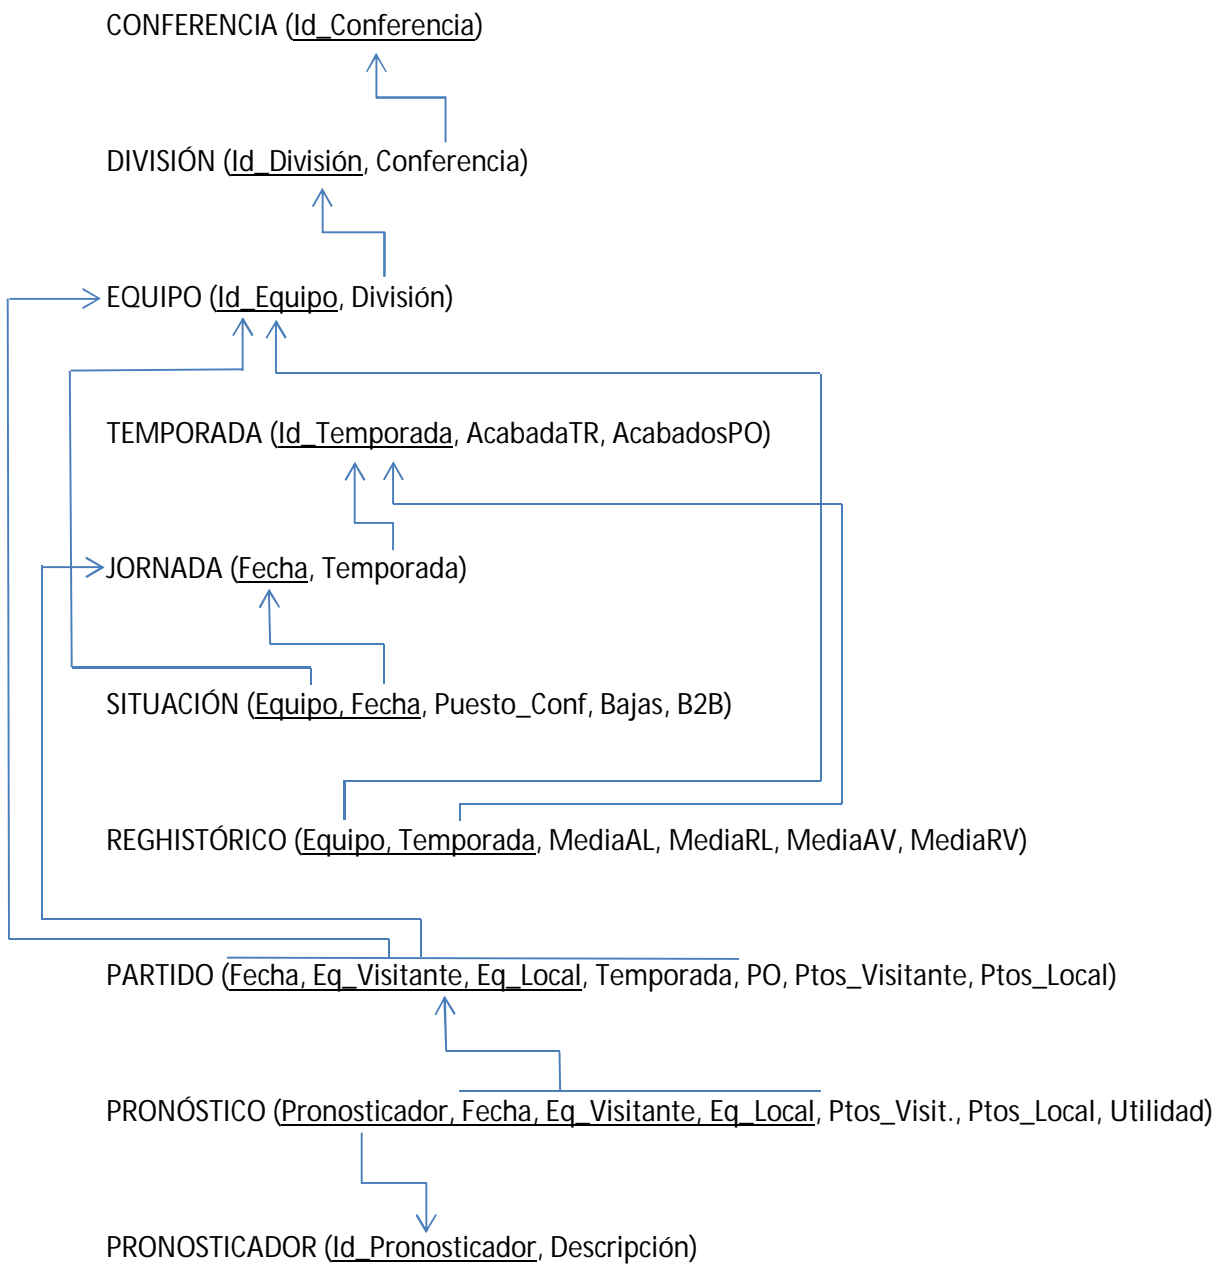 CONFERENCIA (Id_Conferencia)
DIVISIÓN (Id_División, Conferencia)
EQUIPO (Id_Equipo, División)
TEMPORADA (Id_Temporada, AcabadaTR, AcabadosPO)
JORNADA (Fecha, Temporada)
SITUACIÓN (Equipo, Fecha, Puesto_Conf, Bajas, B2B)
REGHISTÓRICO (Equipo, Temporada, MediaAL, MediaRL, MediaAV, MediaRV)
PARTIDO (Fecha, Eq_Visitante, Eq_Local, Temporada, PO, Ptos_Visitante, Ptos_Local)
PRONÓSTICO (Pronosticador, Fecha, Eq_Visitante, Eq_Local, Ptos_Visit., Ptos_Local, Utilidad)
PRONOSTICADOR (Id_Pronosticador, Descripción)